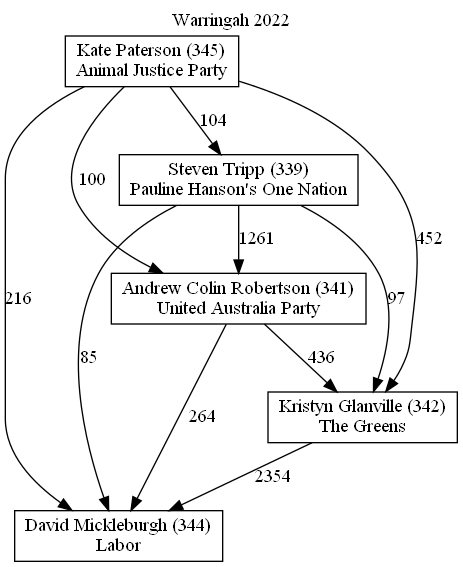 Warringah 2022
Kate Paterson (345)
Animal Justice Party
104
Steven Tripp (339)
Pauline Hanson's One Nation
100
1261
452
Andrew Colin Robertson (341)
United Australia Party
216
97
85
436
264
Kristyn Glanville (342)
The Greens
2354
David Mickleburgh (344)
Labor